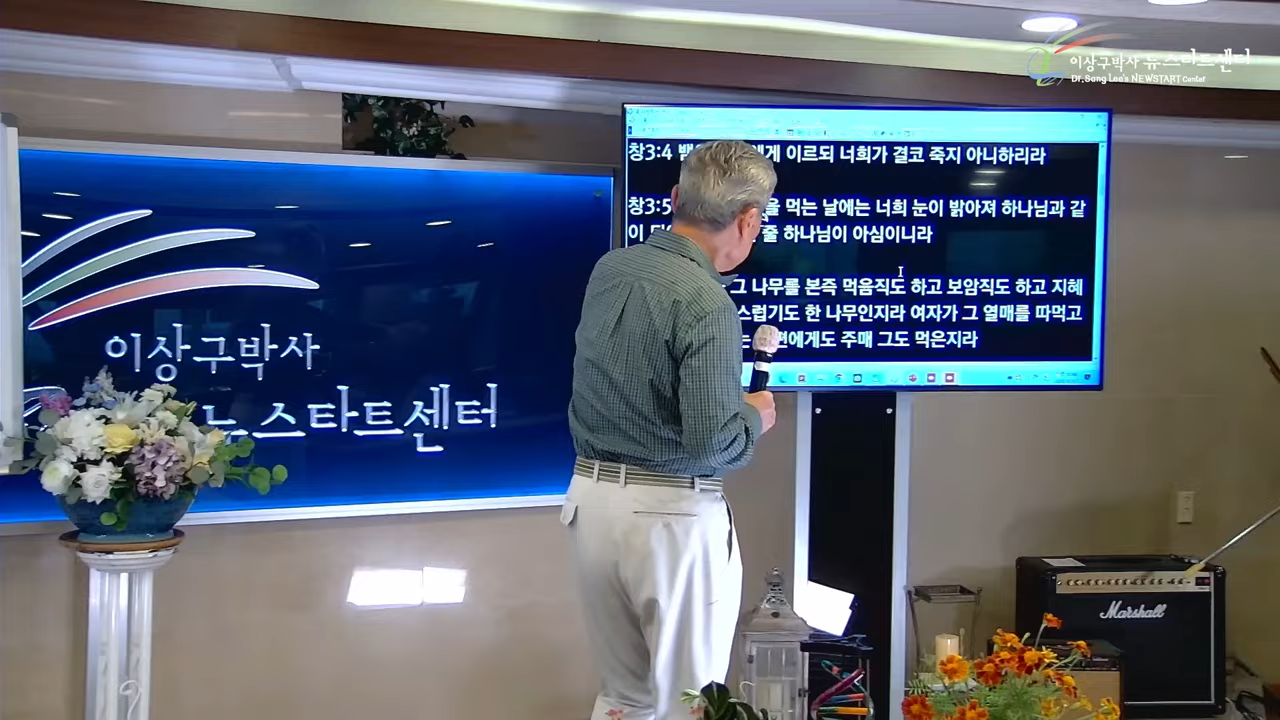 이상구박사 뉴스타트센터
Dr. Sang Lee's NEWSTART Center
창3:4 이르되 너희가 결코 죽지 아니하리라
창3:5 먹는 날에는 너희 눈이 밝아져 하나님과 같
이 줄 하나님이 아심이니라
그 나무를 본즉 먹음직도 하고 보암직도 하고 지혜
스럽기도 한 나무인지라 여자가 그 열매를 따먹고
주매 그도 먹은지라
이상구박사
뉴스타트센터
Marshall